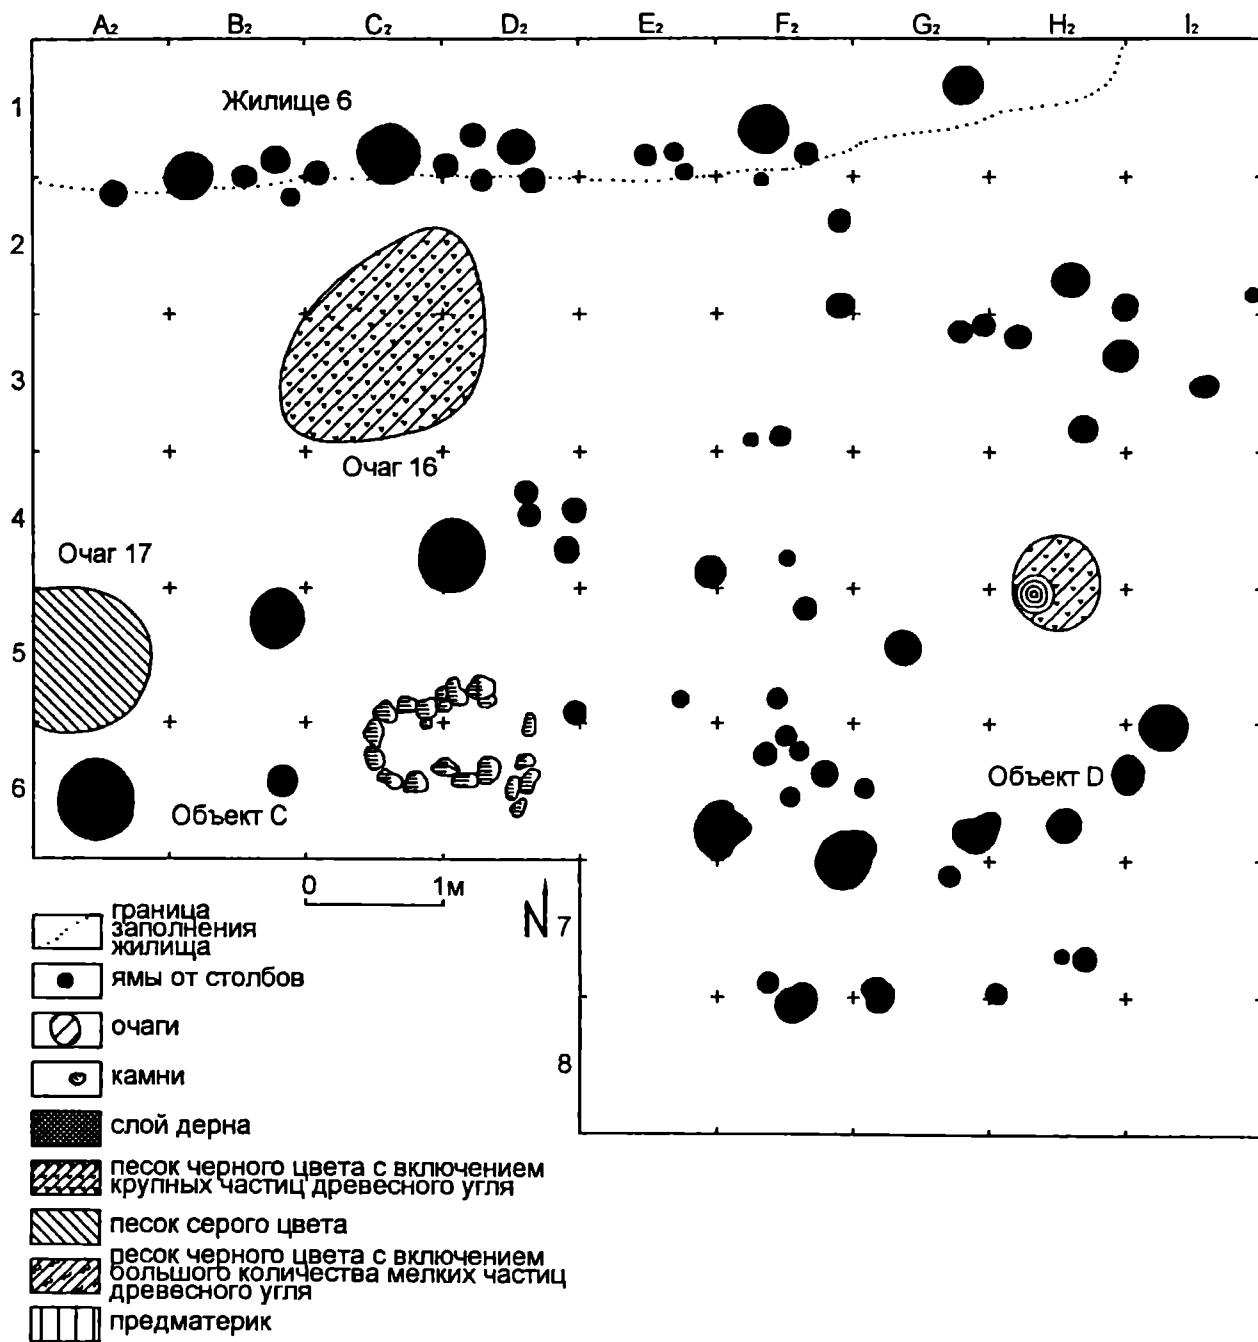 A₂ B₂ C₂ D₂ E₂ F₂ G₂ H₂ I₂
1
Жилище 6
2
3
Очаг 16
4
Очаг 17
5
6
Объект C
Объект D
0 1м
N
7
8
граница
заполнения
жилища
ямы от столбов
очаги
камни
слой дерна
песок черного цвета с включением
крупных частиц древесного угля
песок серого цвета
песок черного цвета с включением
большого количества мелких частиц
древесного угля
предматерик